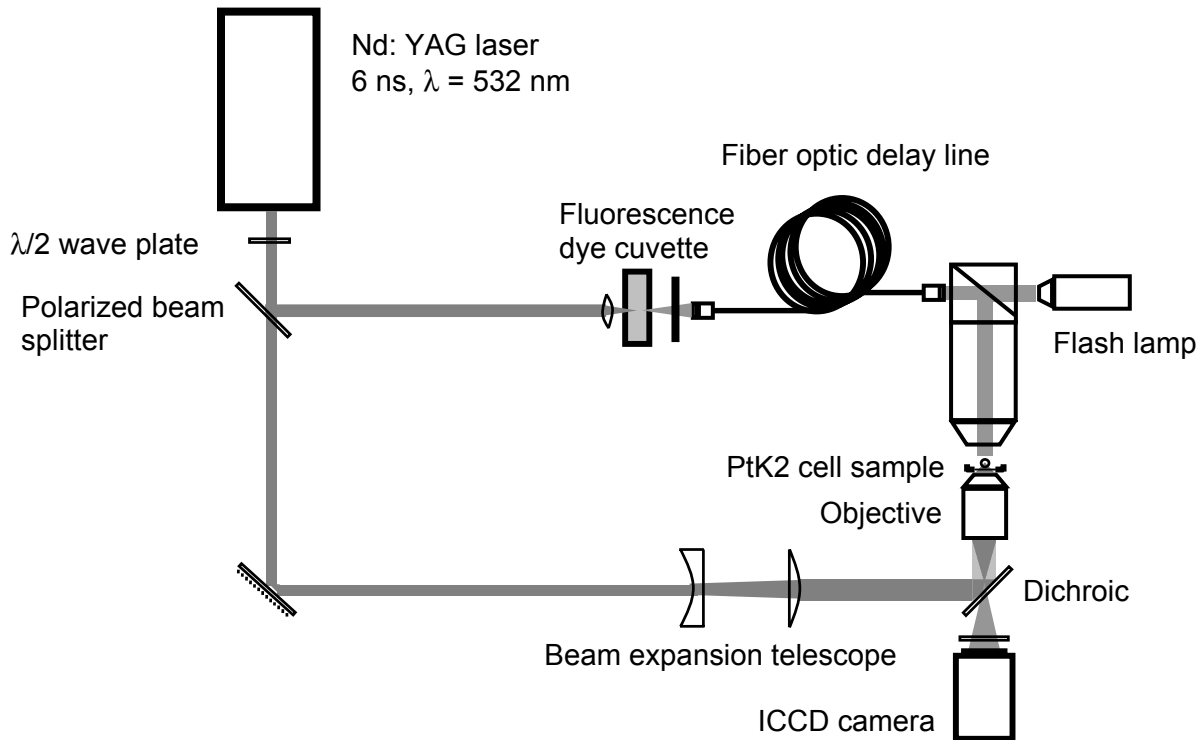 Nd: YAG laser
6 ns, λ = 532 nm
Fiber optic delay line
Fluorescence
dye cuvette
λ/2 wave plate
Polarized beam
splitter
Flash lamp
PtK2 cell sample
Objective
Dichroic
Beam expansion telescope
ICCD camera